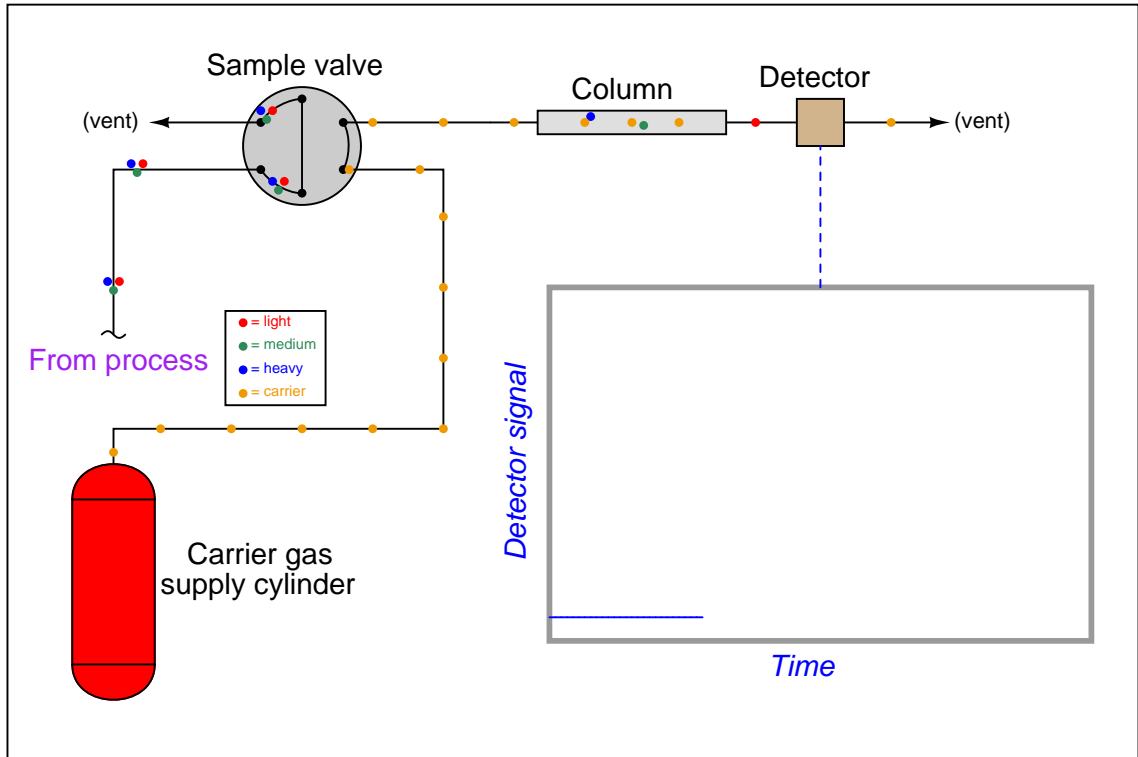 Sample valve
Column
Detector
(vent)
(vent)
= light
= medium
= heavy
= carrier
From process
Detector signal
Carrier gas
supply cylinder
Time